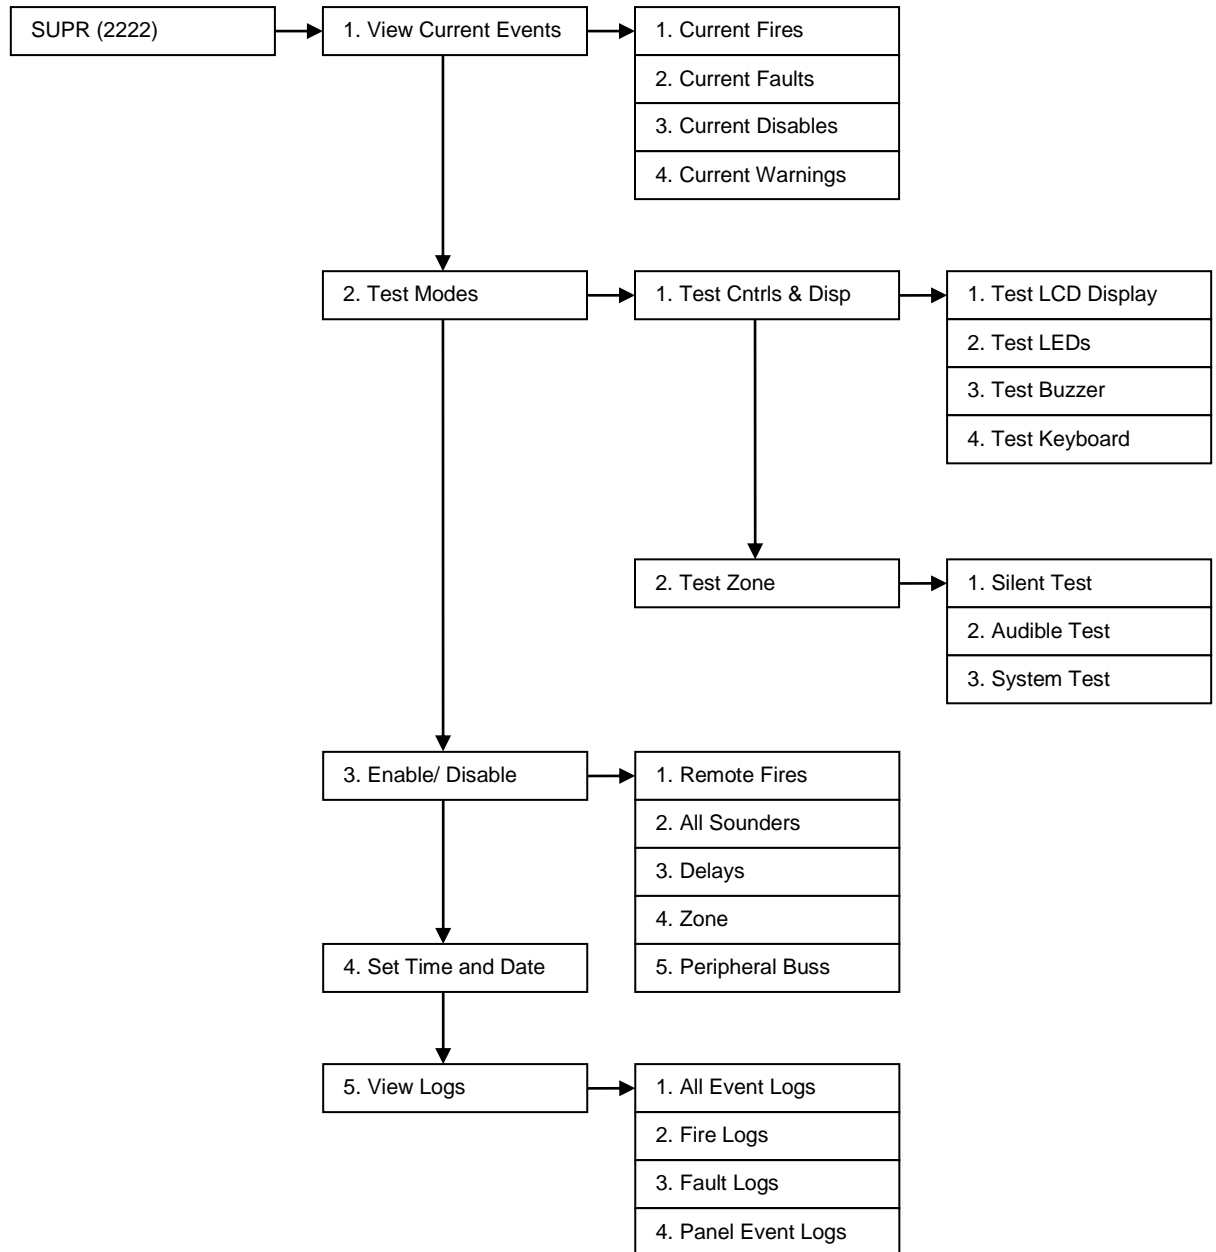 SUPR (2222)
1. View Current Events
1. Current Fires
2. Current Faults
3. Current Disables
4. Current Warnings
2. Test Modes
1. Test Cntrls & Disp
1. Test LCD Display
2. Test LEDs
3. Test Buzzer
4. Test Keyboard
2. Test Zone
1. Silent Test
2. Audible Test
3. System Test
3. Enable/ Disable
1. Remote Fires
2. All Sounders
3. Delays
4. Zone
5. Peripheral Buss
4. Set Time and Date
5. View Logs
1. All Event Logs
2. Fire Logs
3. Fault Logs
4. Panel Event Logs